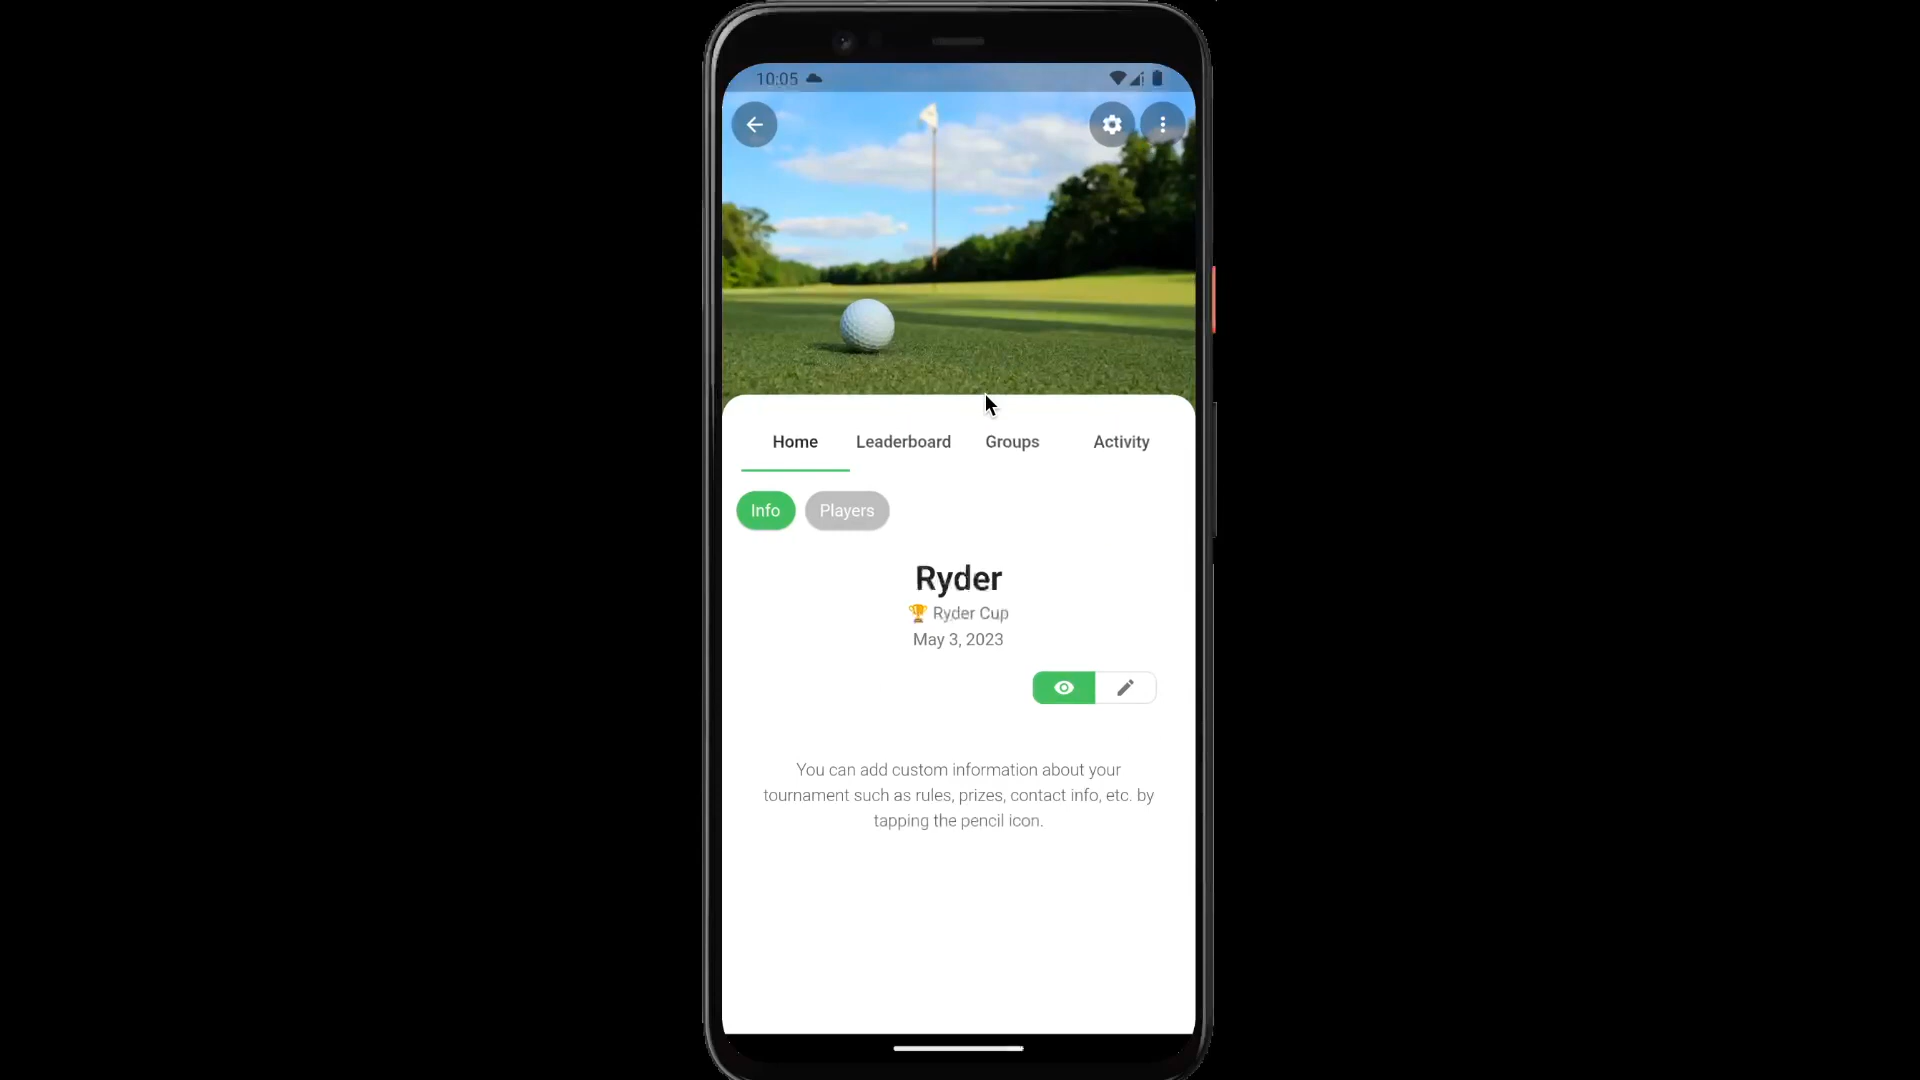 10:05
Home Leaderboard Groups Activity
Info Players
Ryder
🏆 Ryder Cup
May 3, 2023
You can add custom information about your
tournament such as rules, prizes, contact info, etc. by
tapping the pencil icon.